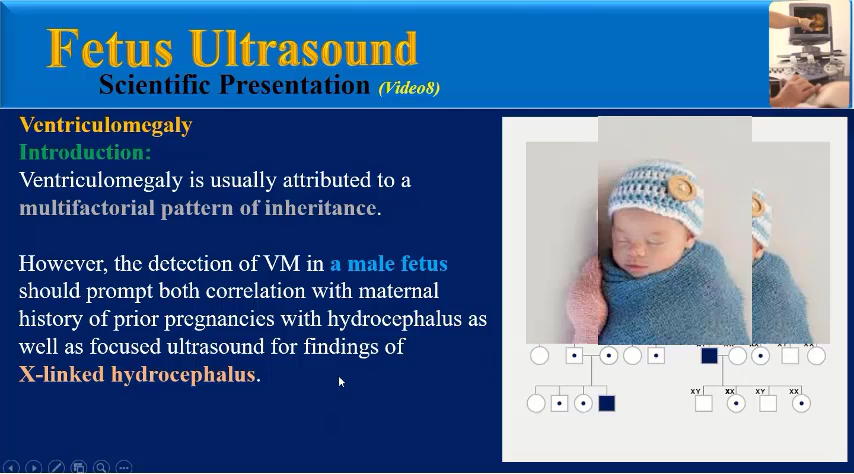 Fetus Ultrasound
Scientific Presentation (Video8)
Ventriculomegaly
Introduction:
Ventriculomegaly is usually attributed to a
multifactorial pattern of inheritance.
However, the detection of VM in a male fetus
should prompt both correlation with maternal
history of prior pregnancies with hydrocephalus as
well as focused ultrasound for findings of
X-linked hydrocephalus.
XY XX XY XX